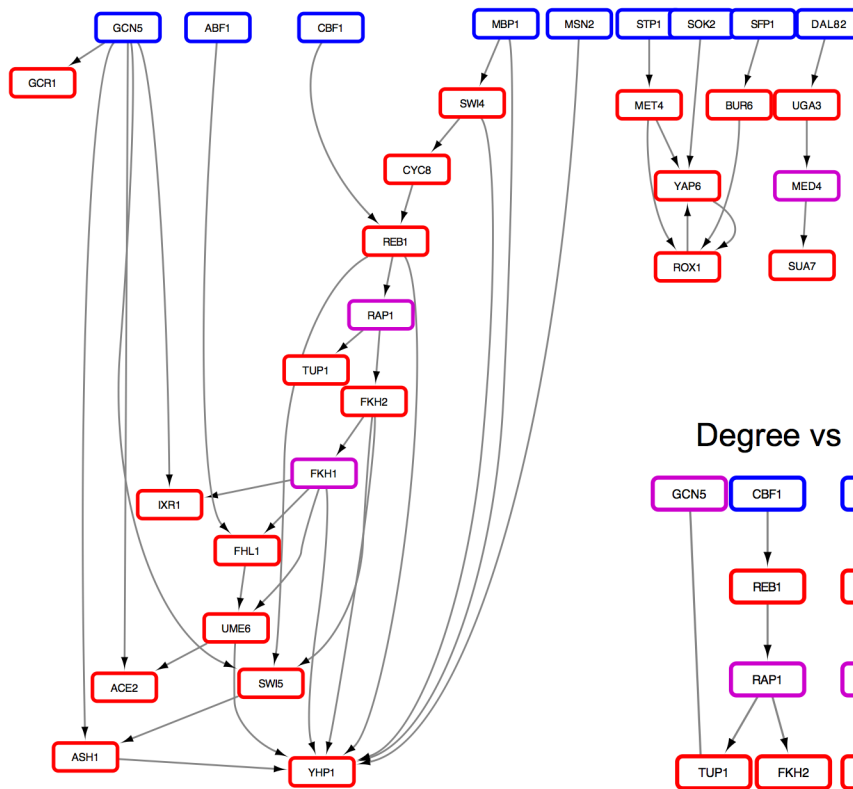 GCN5
ABF1
CBF1
MBP1
MSN2
STP1
SOK2
SFP1
DAL82
GCR1
SWI4
MET4
BUR6
UGA3
CYC8
YAP6
MED4
REB1
ROX1
SUA7
RAP1
TUP1
FKH2
FKH1
IXR1
FHL1
UME6
ACE2
SWI5
ASH1
YHP1
Degree vs
GCN5
CBF1
REB1
RAP1
TUP1
FKH2